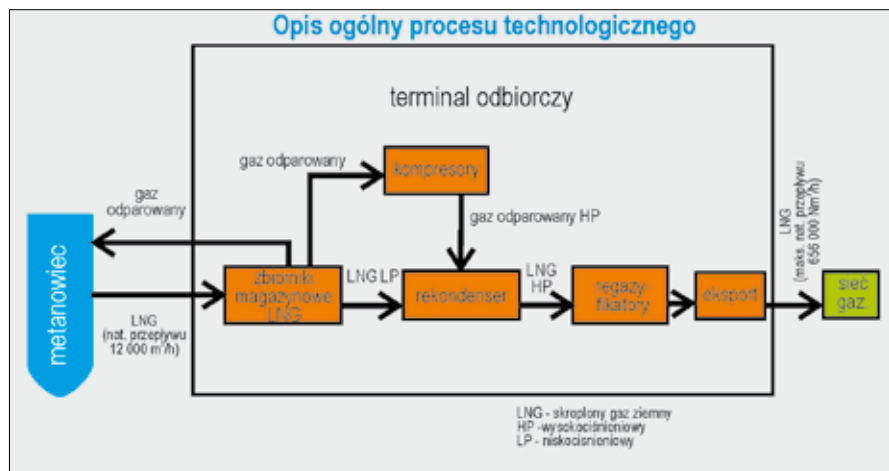 Opis ogólny procesu technologicznego
terminal odbiorczy
gaz odparowany
kompresory
gaz
odparowany
gaz odparowany HP
LNG
(maks. nat. przepływu
656 000 Nm³/h)
metanowiec
zbiorniki
magazynowe
LNG
LNG LP
rekondenser
LNG
HP
regazy-
fikatory
eksport
sieć
gaz.
LNG
(nat. przepływu
12 000 m³/h)
LNG - skroplony gaz ziemny
HP -wysokociśnieniowy
LP - niskocisnieniowy